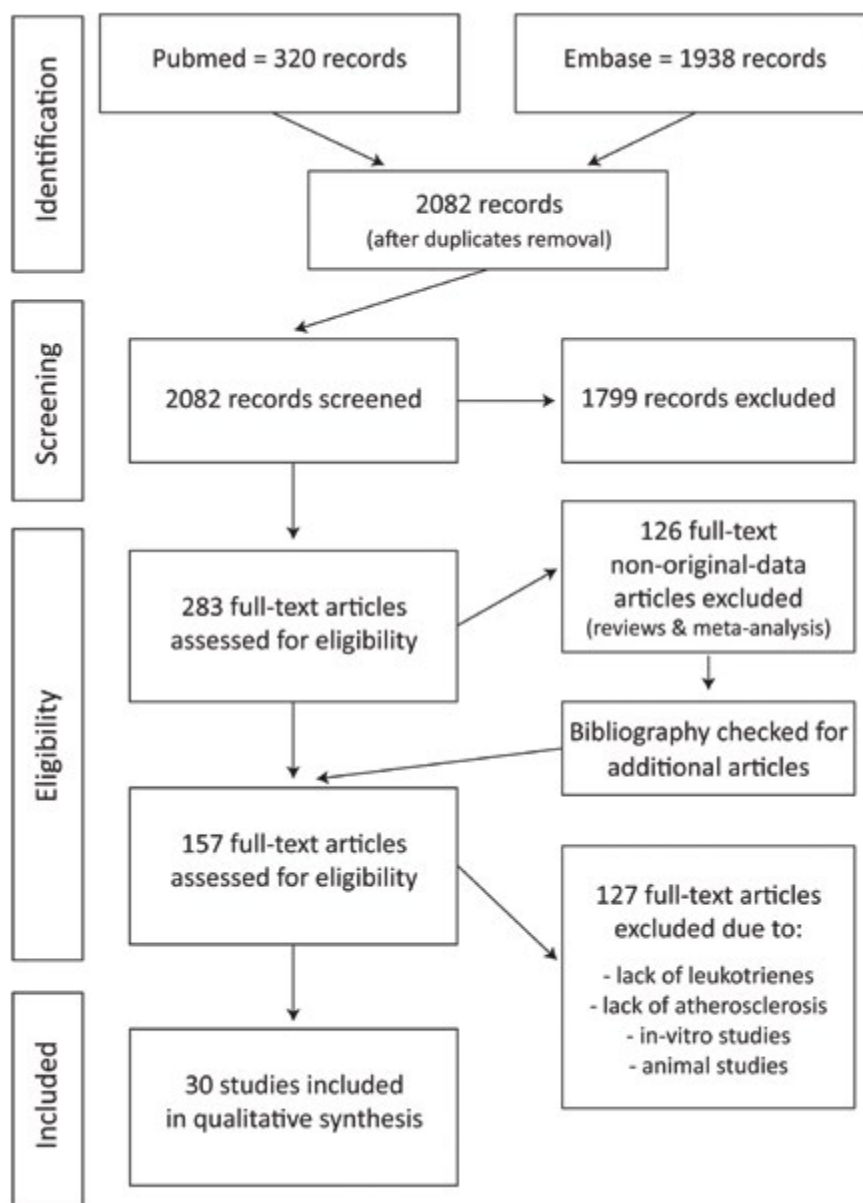 Identification
Pubmed = 320 records
Embase = 1938 records
2082 records
(after duplicates removal)
Screening
2082 records screened
1799 records excluded
Eligibility
283 full-text articles
assessed for eligibility
126 full-text
non-original-data
articles excluded
(reviews & meta-analysis)
Bibliography checked for
additional articles
157 full-text articles
assessed for eligibility
127 full-text articles
excluded due to:
- lack of leukotrienes
- lack of atherosclerosis
- in-vitro studies
- animal studies
Included
30 studies included
in qualitative synthesis